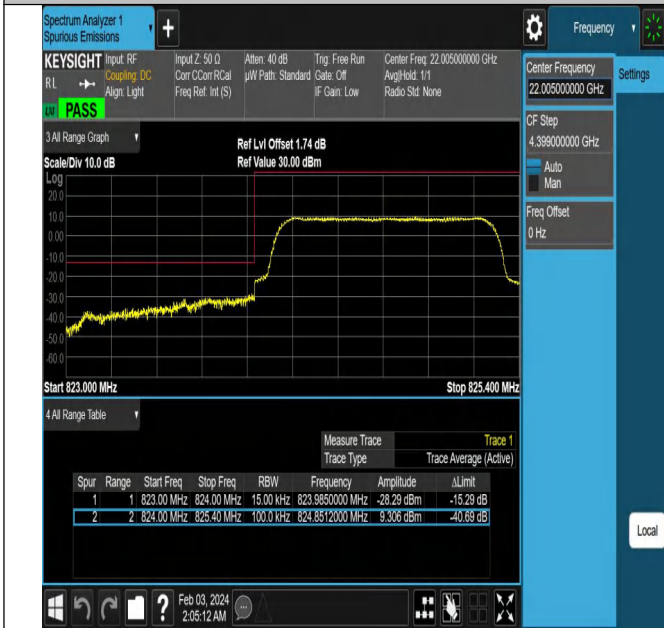 Spectrum Analyzer 1
Spurious Emissions
+
Frequency
KEYSIGHT
RL
Input: RF
Coupling: DC
Align: Light
Input Z: 50 Ω
Corr CCorr RCal
Freq Ref: Int (S)
Atten: 40 dB
µW Path: Standard
Trig: Free Run
Gate: Off
IF Gain: Low
Center Freq: 22.005000000 GHz
Avg|Hold: 1/1
Radio Std: None
PASS
3 All Range Graph
Scale/Div 10.0 dB
Ref Lvl Offset 1.74 dB
Ref Value 30.00 dBm
Log
20.0
10.0
0.00
-10.0
-20.0
-30.0
-40.0
-50.0
-60.0
Start 823.000 MHz
Stop 825.400 MHz
4 All Range Table
Measure Trace Trace 1
Trace Type Trace Average (Active)
Spur Range Start Freq Stop Freq RBW Frequency Amplitude ΔLimit
1 1 823.00 MHz 824.00 MHz 15.00 kHz 823.9850000 MHz -28.29 dBm -15.29 dB
2 2 824.00 MHz 825.40 MHz 100.0 kHz 824.8512000 MHz 9.306 dBm -40.69 dB
Center Frequency
22.005000000 GHz
Settings
CF Step
4.399000000 GHz
Auto
Man
Freq Offset
0 Hz
Local
?
Feb 03, 2024
2:05:12 AM